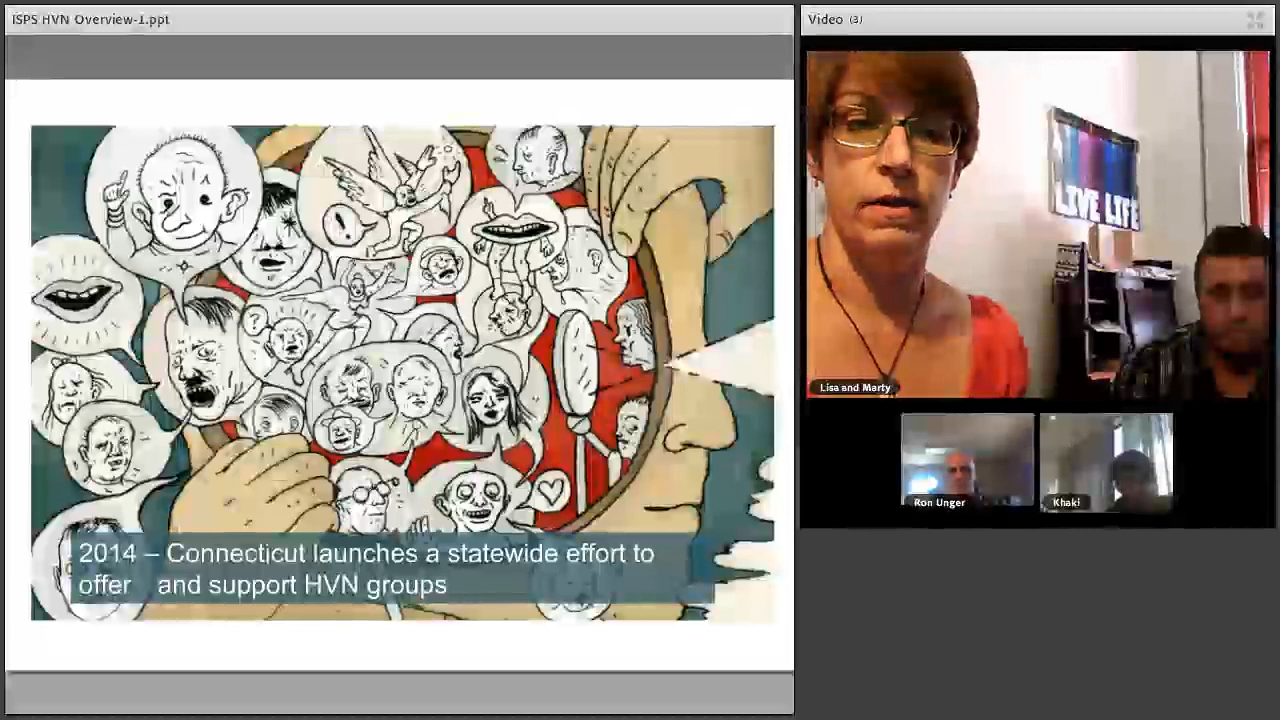 ISPS HVN Overview-1.ppt
Video (3)
LIVE LIFE
Lisa and Marty
Ron Unger
Khaki
?
2014 – Connecticut launches a statewide effort to
offer and support HVN groups